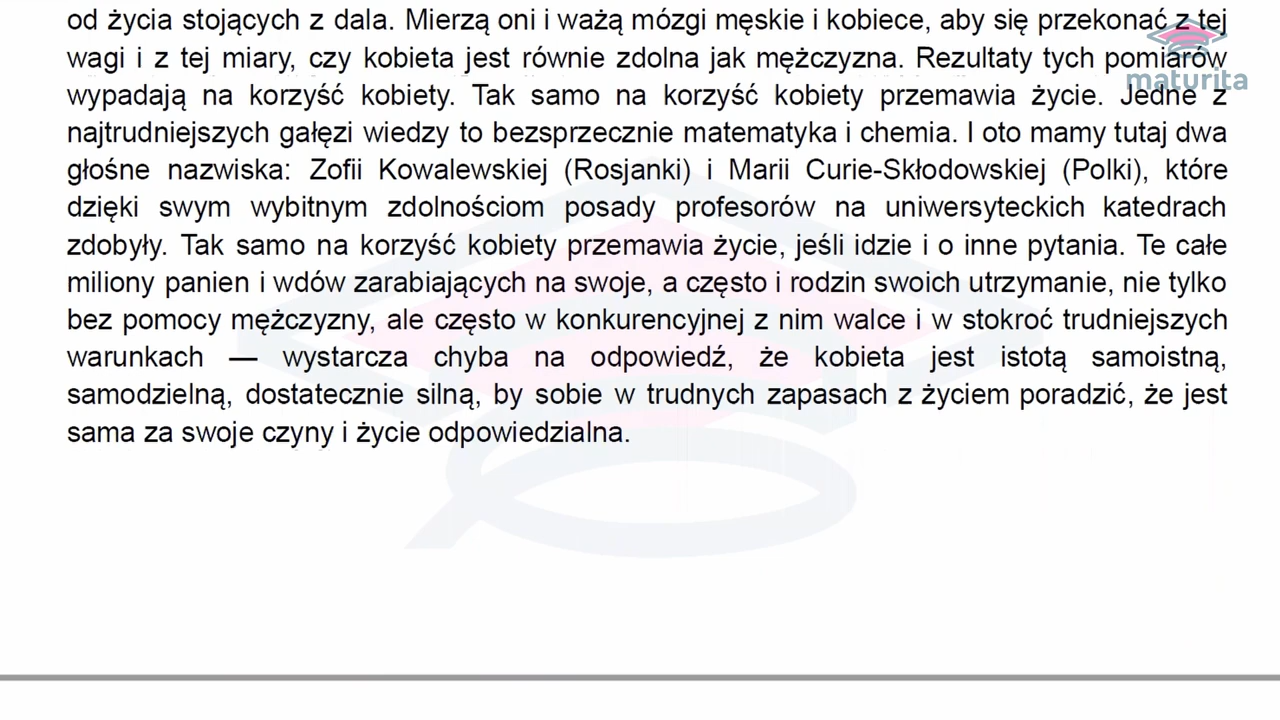 od życia stojących z dala. Mierzą oni i ważą mózgi męskie i kobiece, aby się przekonać z tej
wagi i z tej miary, czy kobieta jest równie zdolna jak mężczyzna. Rezultaty tych pomiarów
wypadają na korzyść kobiety. Tak samo na korzyść kobiety przemawia życie. Jedne z
najtrudniejszych gałęzi wiedzy to bezsprzecznie matematyka i chemia. I oto mamy tutaj dwa
głośne nazwiska: Zofii Kowalewskiej (Rosjanki) i Marii Curie-Skłodowskiej (Polki), które
dzięki swym wybitnym zdolnościom posady profesorów na uniwersyteckich katedrach
zdobyły. Tak samo na korzyść kobiety przemawia życie, jeśli idzie i o inne pytania. Te całe
miliony panien i wdów zarabiających na swoje, a często i rodzin swoich utrzymanie, nie tylko
bez pomocy mężczyzny, ale często w konkurencyjnej z nim walce i w stokroć trudniejszych
warunkach — wystarcza chyba na odpowiedź, że kobieta jest istotą samoistną,
samodzielną, dostatecznie silną, by sobie w trudnych zapasach z życiem poradzić, że jest
sama za swoje czyny i życie odpowiedzialna.
maturita